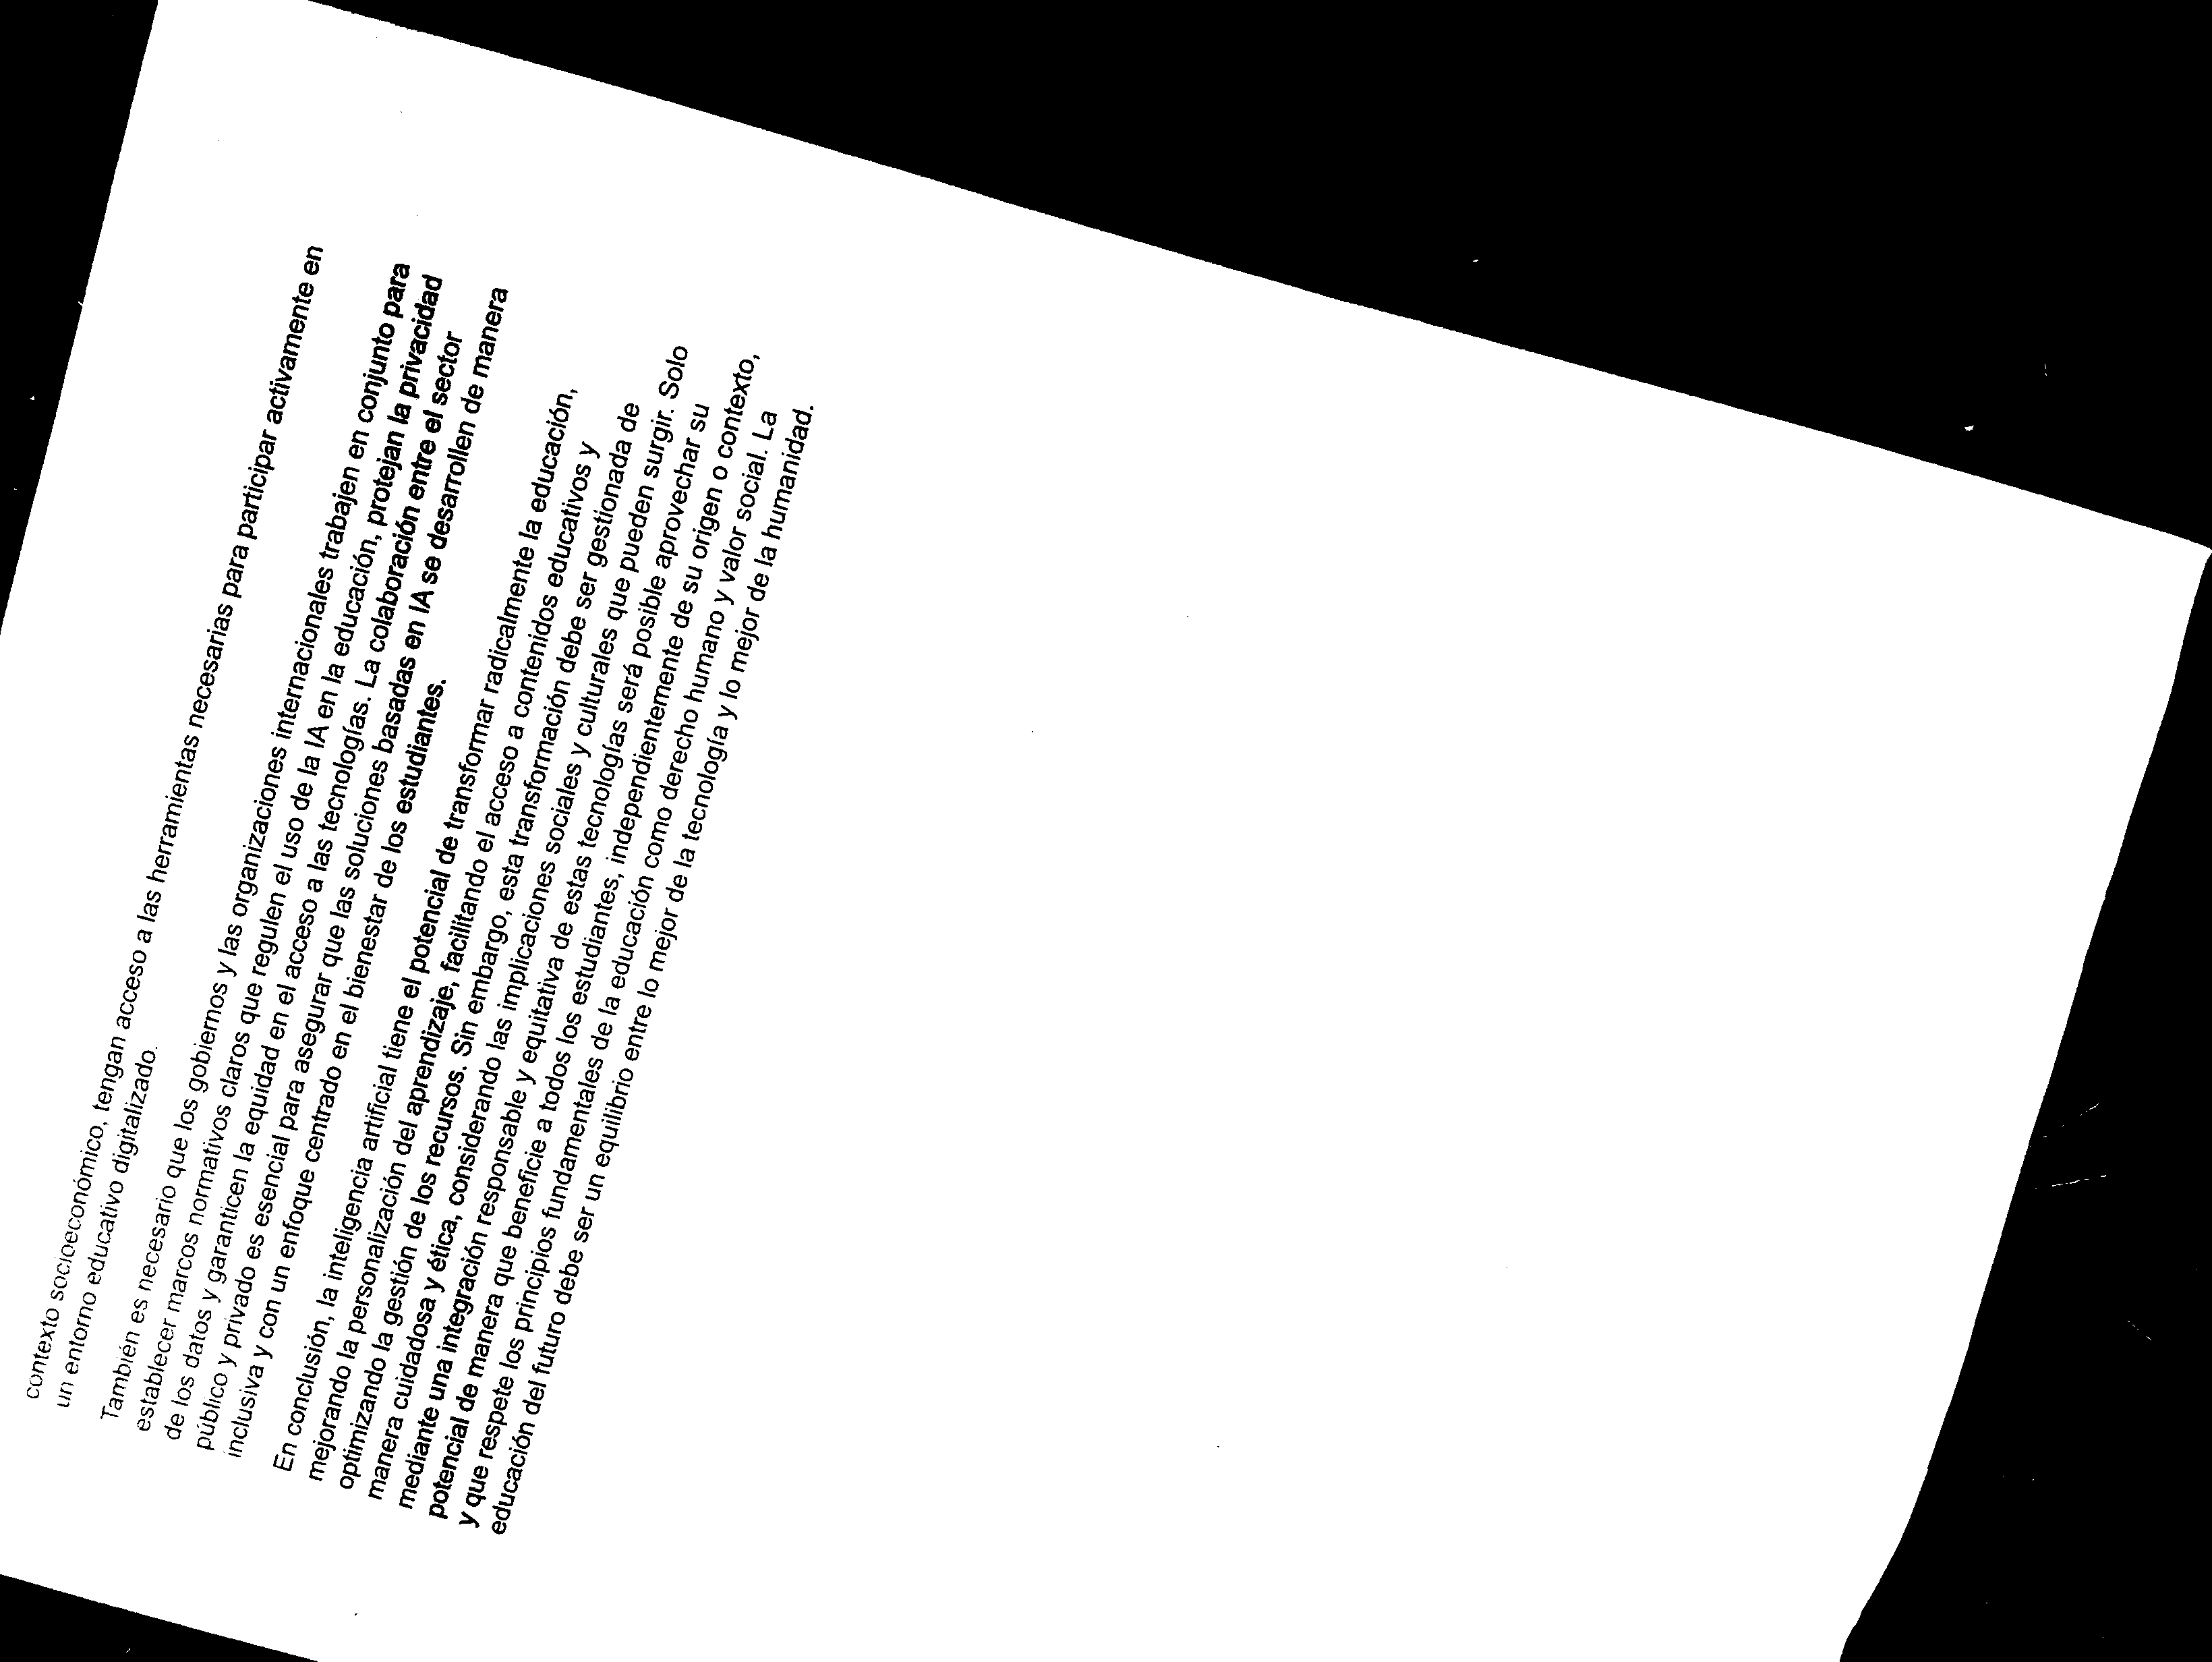 contexto socioeconómico, tengan acceso a las herramientas necesarias para participar activamente en
un entorno educativo digitalizado.
También es necesario que los gobiernos y las organizaciones internacionales trabajen en conjunto para
establecer marcos normativos claros que regulen el uso de la IA en la educación, protejan la privacidad
de los datos y garanticen la equidad en el acceso a las tecnologías. La colaboración entre el sector
público y privado es esencial para asegurar que las soluciones basadas en IA se desarrollen de manera
inclusiva y con un enfoque centrado en el bienestar de los estudiantes.
En conclusión, la inteligencia artificial tiene el potencial de transformar radicalmente la educación,
mejorando la personalización del aprendizaje, facilitando el acceso a contenidos educativos y
optimizando la gestión de los recursos. Sin embargo, esta transformación debe ser gestionada de
manera cuidadosa y ética, considerando las implicaciones sociales y culturales que pueden surgir. Solo
mediante una integración responsable y equitativa de estas tecnologías será posible aprovechar su
potencial de manera que beneficie a todos los estudiantes, independientemente de su origen o contexto,
y que respete los principios fundamentales de la educación como derecho humano y valor social. La
educación del futuro debe ser un equilibrio entre lo mejor de la tecnología y lo mejor de la humanidad.